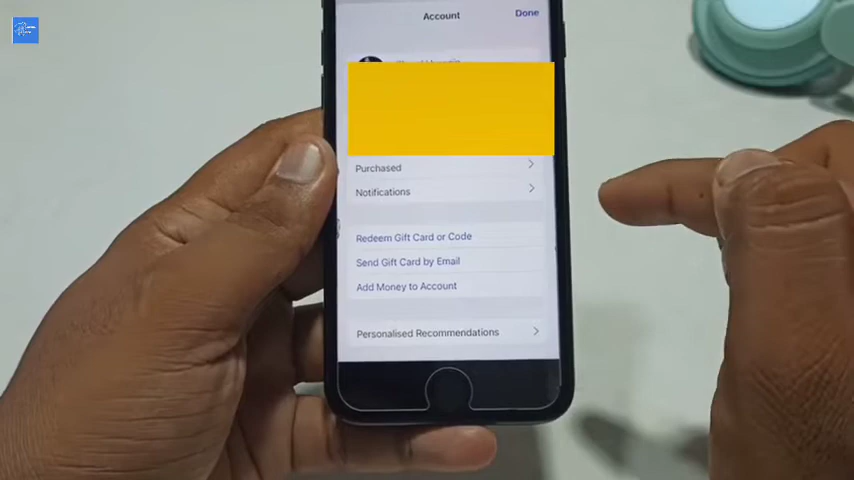 Account
Done
Purchased
Notifications
Redeem Gift Card or Code
Send Gift Card by Email
Add Money to Account
Personalised Recommendations